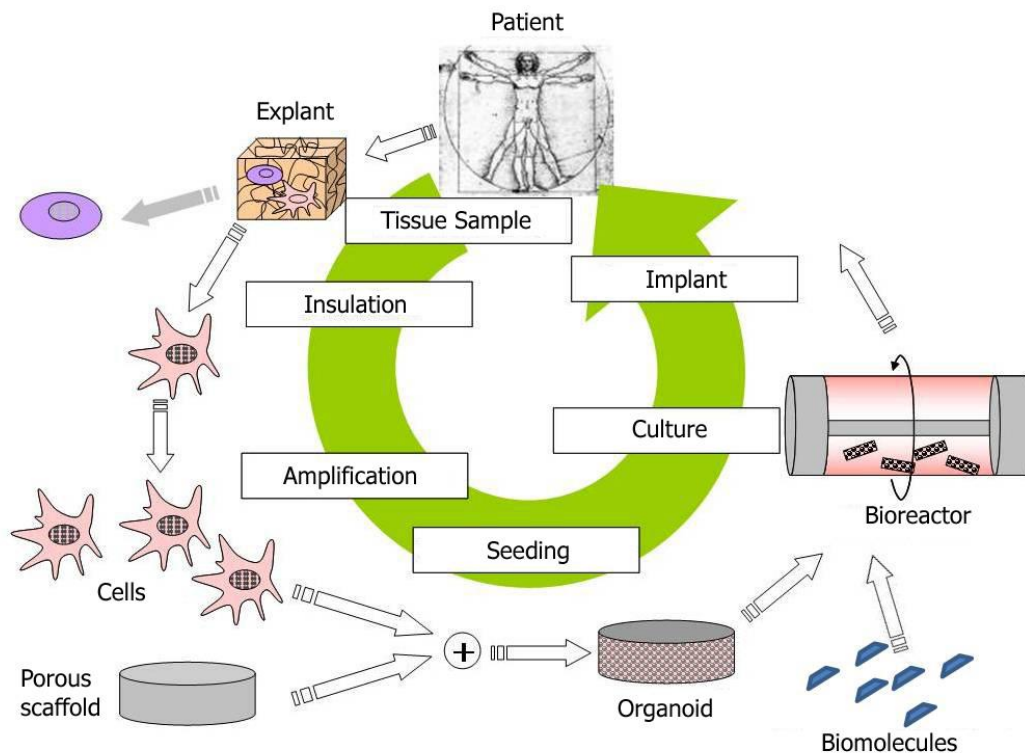 Patient
Explant
Tissue Sample
Insulation
Implant
Culture
Amplification
Bioreactor
Seeding
Cells
+
Porous
scaffold
Organoid
Biomolecules